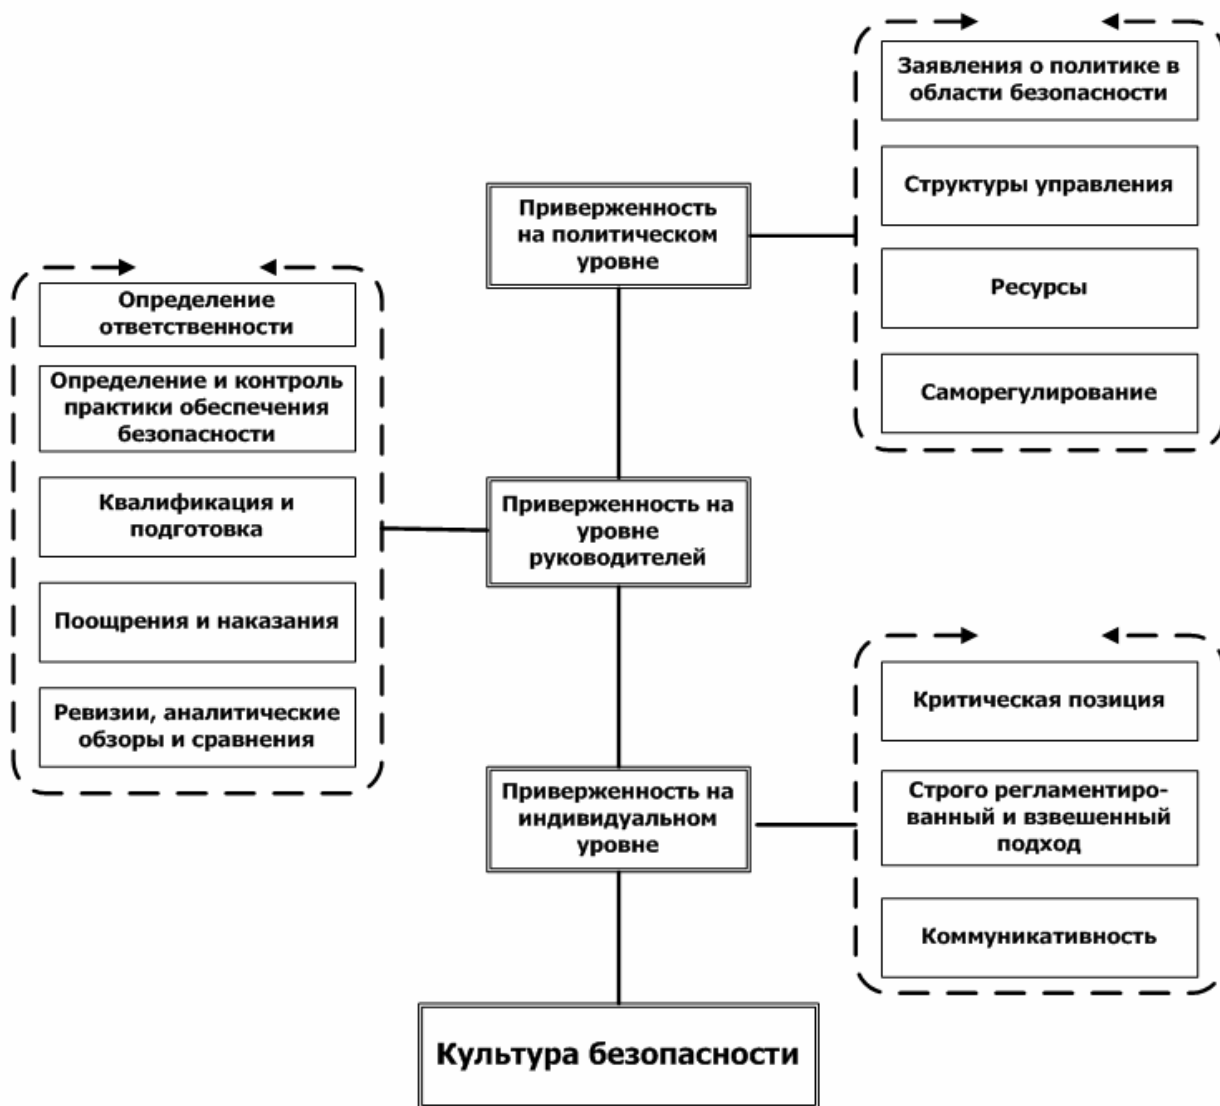 Заявления о политике в
области безопасности
Структуры управления
Ресурсы
Саморегулирование
Приверженность
на политическом
уровне
Определение
ответственности
Определение и контроль
практики обеспечения
безопасности
Квалификация и
подготовка
Поощрения и наказания
Ревизии, аналитические
обзоры и сравнения
Приверженность на
уровне
руководителей
Критическая позиция
Строго регламентиро-
ванный и взвешенный
подход
Коммуникативность
Приверженность на
индивидуальном
уровне
Культура безопасности